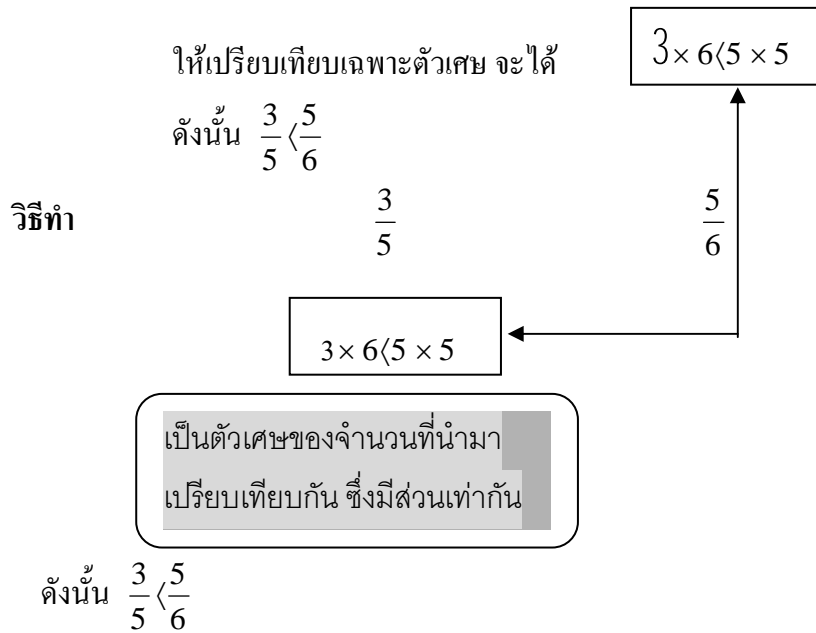 3 × 6〈5 × 5
ให้เปรียบเทียบเฉพาะตัวเศษ จะได้
ดังนั้น 3/5 〈 5/6
วิธีทำ 3/5 5/6
3 × 6〈5 × 5
เป็นตัวเศษของจำนวนที่นำมา
เปรียบเทียบกัน ซึ่งมีส่วนเท่ากัน
ดังนั้น 3/5 〈 5/6